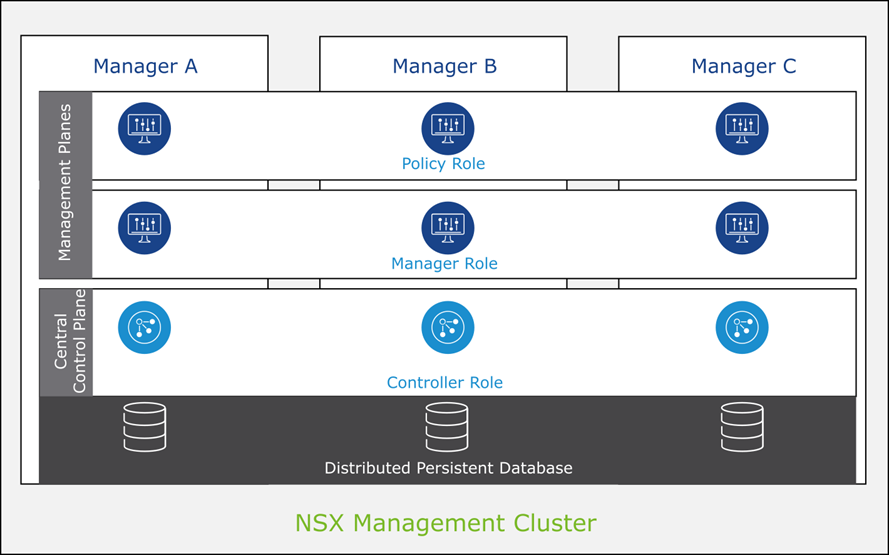 Manager A
Manager B
Manager C
Management Planes
Policy Role
Manager Role
Central
Control Plane
Controller Role
Distributed Persistent Database
NSX Management Cluster